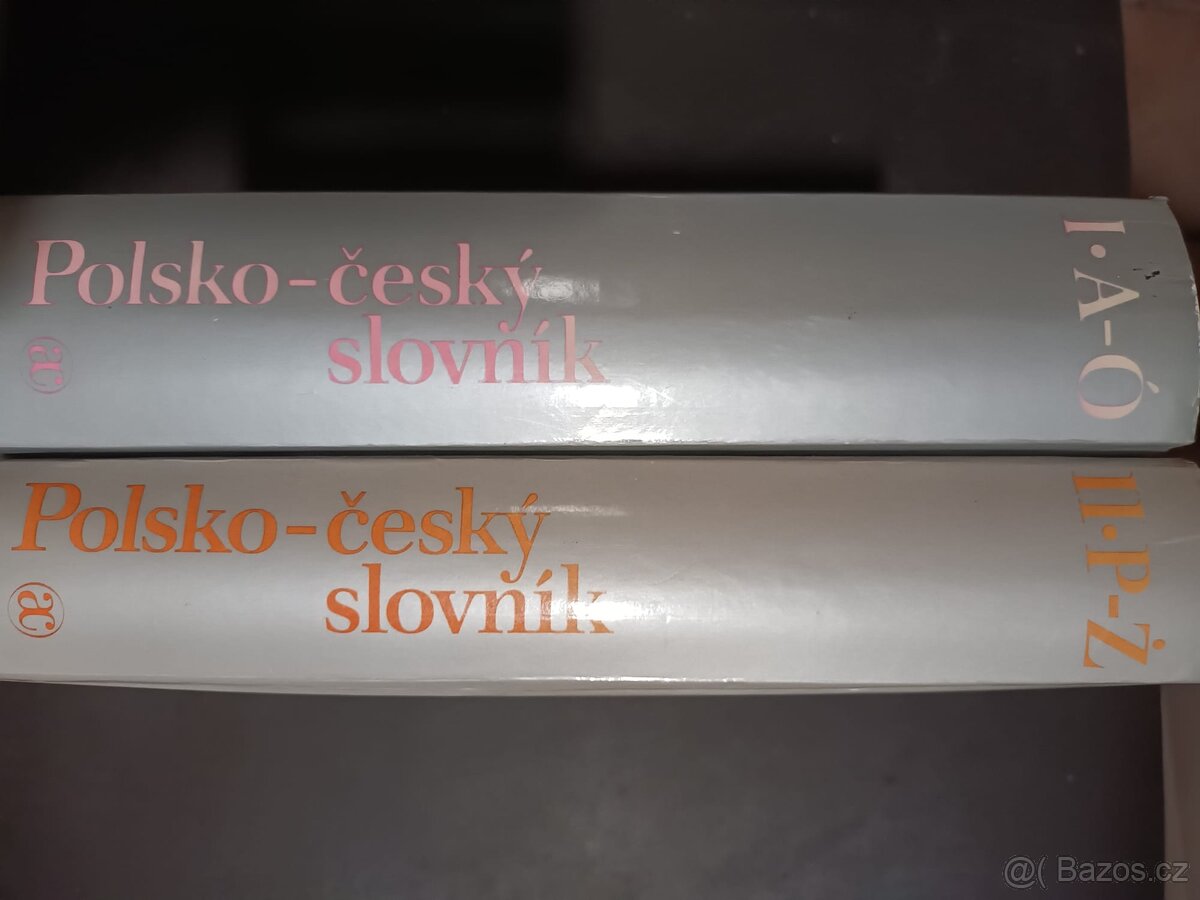 Polsko-český
slovník
æ
I·A-Ó
Polsko-český
slovník
æ
II·P-Ż
@( Bazos.cz